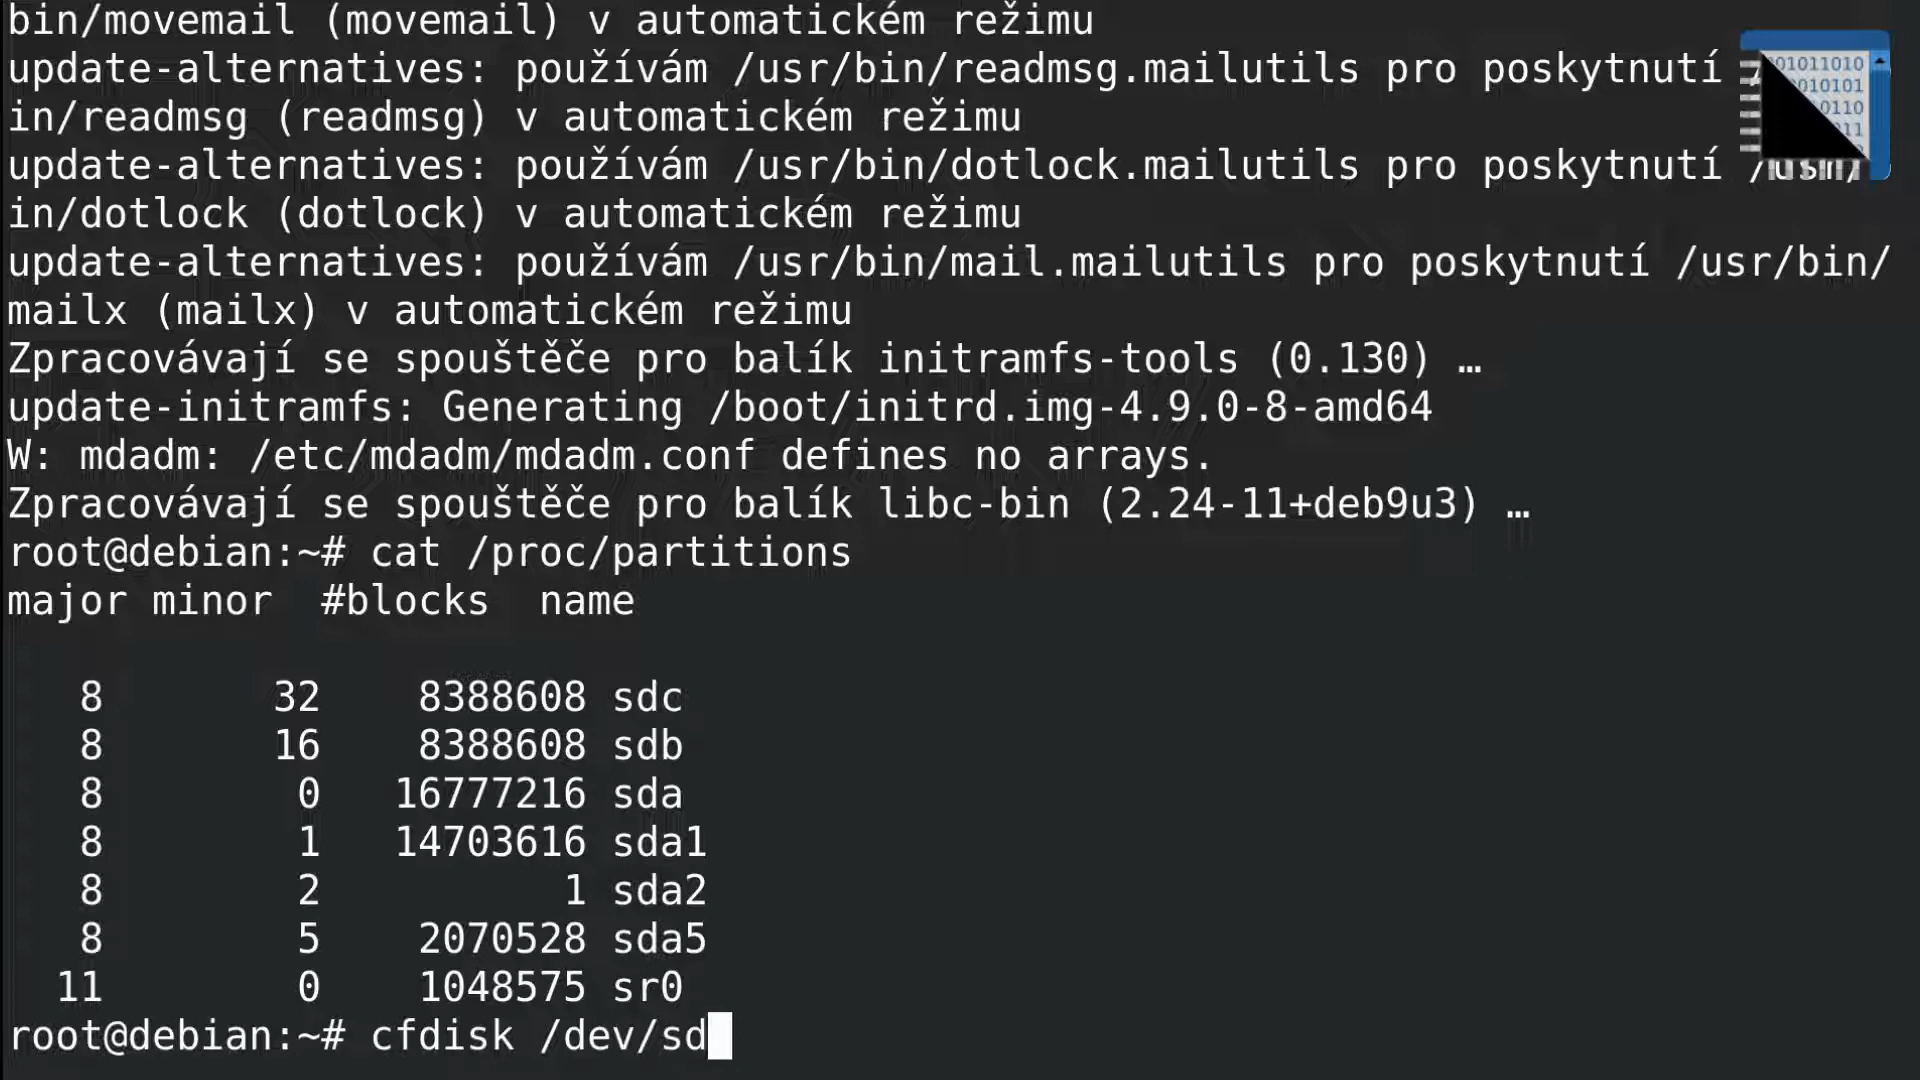 bin/movemail (movemail) v automatickém režimu
update-alternatives: používám /usr/bin/readmsg.mailutils pro poskytnutí
in/readmsg (readmsg) v automatickém režimu
update-alternatives: používám /usr/bin/dotlock.mailutils pro poskytnutí /usr/
in/dotlock (dotlock) v automatickém režimu
update-alternatives: používám /usr/bin/mail.mailutils pro poskytnutí /usr/bin/
mailx (mailx) v automatickém režimu
Zpracovávají se spouštěče pro balík initramfs-tools (0.130) …
update-initramfs: Generating /boot/initrd.img-4.9.0-8-amd64
W: mdadm: /etc/mdadm/mdadm.conf defines no arrays.
Zpracovávají se spouštěče pro balík libc-bin (2.24-11+deb9u3) …
root@debian:~# cat /proc/partitions
major minor  #blocks  name
8 32 8388608 sdc
8 16 8388608 sdb
8 0 16777216 sda
8 1 14703616 sda1
8 2 1 sda2
8 5 2070528 sda5
11 0 1048575 sr0
root@debian:~# cfdisk /dev/sd